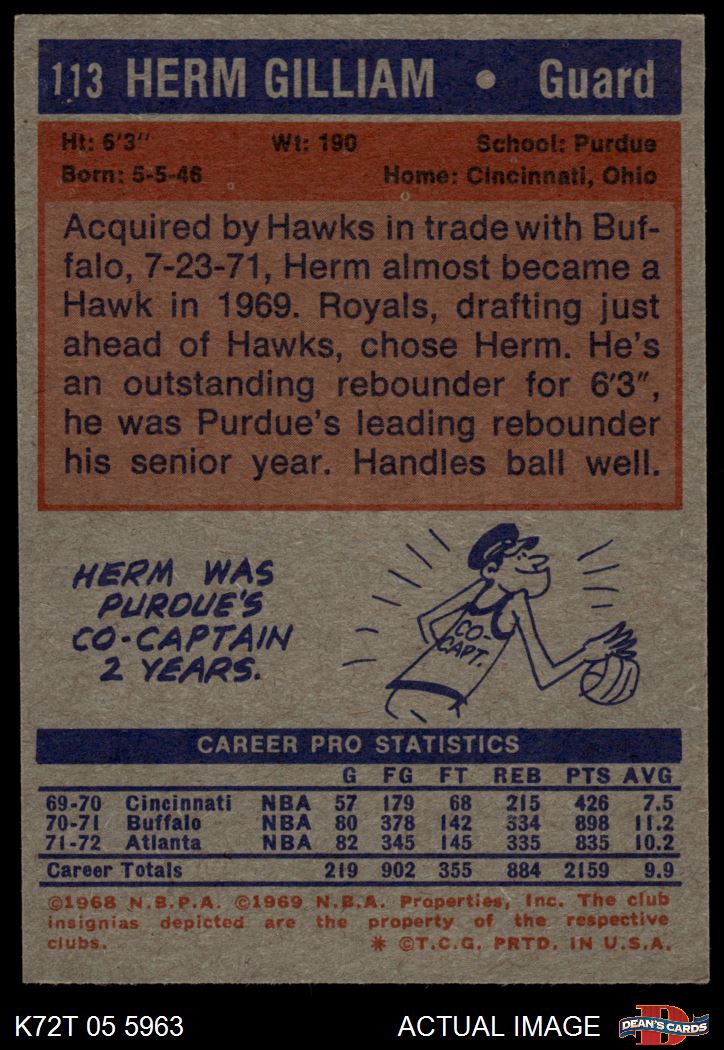 113 HERM GILLIAM • Guard
Ht: 6'3" Wt: 190 School: Purdue
Born: 5-5-46 Home: Cincinnati, Ohio
Acquired by Hawks in trade with Buf-
falo, 7-23-71, Herm almost became a
Hawk in 1969. Royals, drafting just
ahead of Hawks, chose Herm. He's
an outstanding rebounder for 6'3",
he was Purdue's leading rebounder
his senior year. Handles ball well.
HERM WAS
PURDUE'S
CO-CAPTAIN
2 YEARS.
CO-
CAPT.
CAREER PRO STATISTICS
G FG FT REB PTS AVG
69-70 Cincinnati NBA 57 179 68 215 426 7.5
70-71 Buffalo NBA 80 378 142 334 898 11.2
71-72 Atlanta NBA 82 345 145 335 835 10.2
Career Totals 219 902 355 884 2159 9.9
©1968 N.B.P.A. ©1969 N.B.A. Properties, Inc. The club
insignias depicted are the property of the respective
clubs. * ©T.C.G. PRTD. IN U.S.A.
K72T 05 5963 ACTUAL IMAGE D DEAN'S CARDS